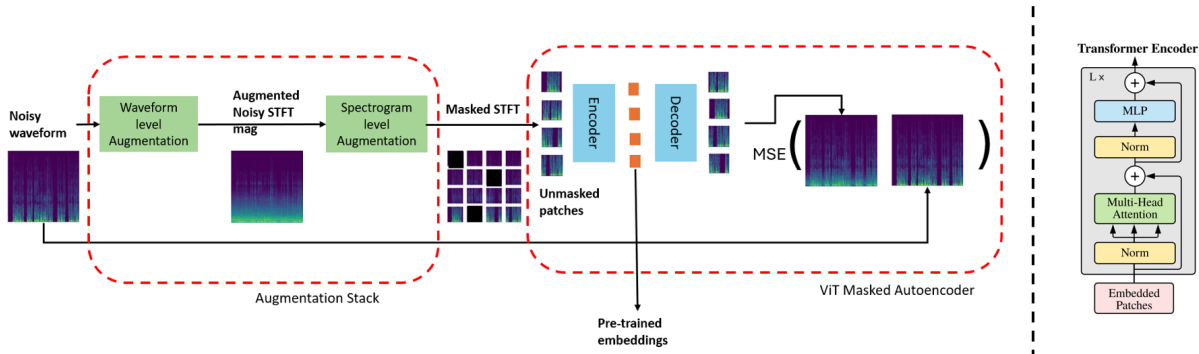 Noisy
waveform
Waveform
level
Augmentation
Augmented
Noisy STFT
mag
Spectrogram
level
Augmentation
Masked STFT
Unmasked
patches
Encoder
Decoder
MSE
(
)
Augmentation Stack
ViT Masked Autoencoder
Pre-trained
embeddings
Transformer Encoder
L ×
+
MLP
Norm
+
Multi-Head
Attention
Norm
Embedded
Patches